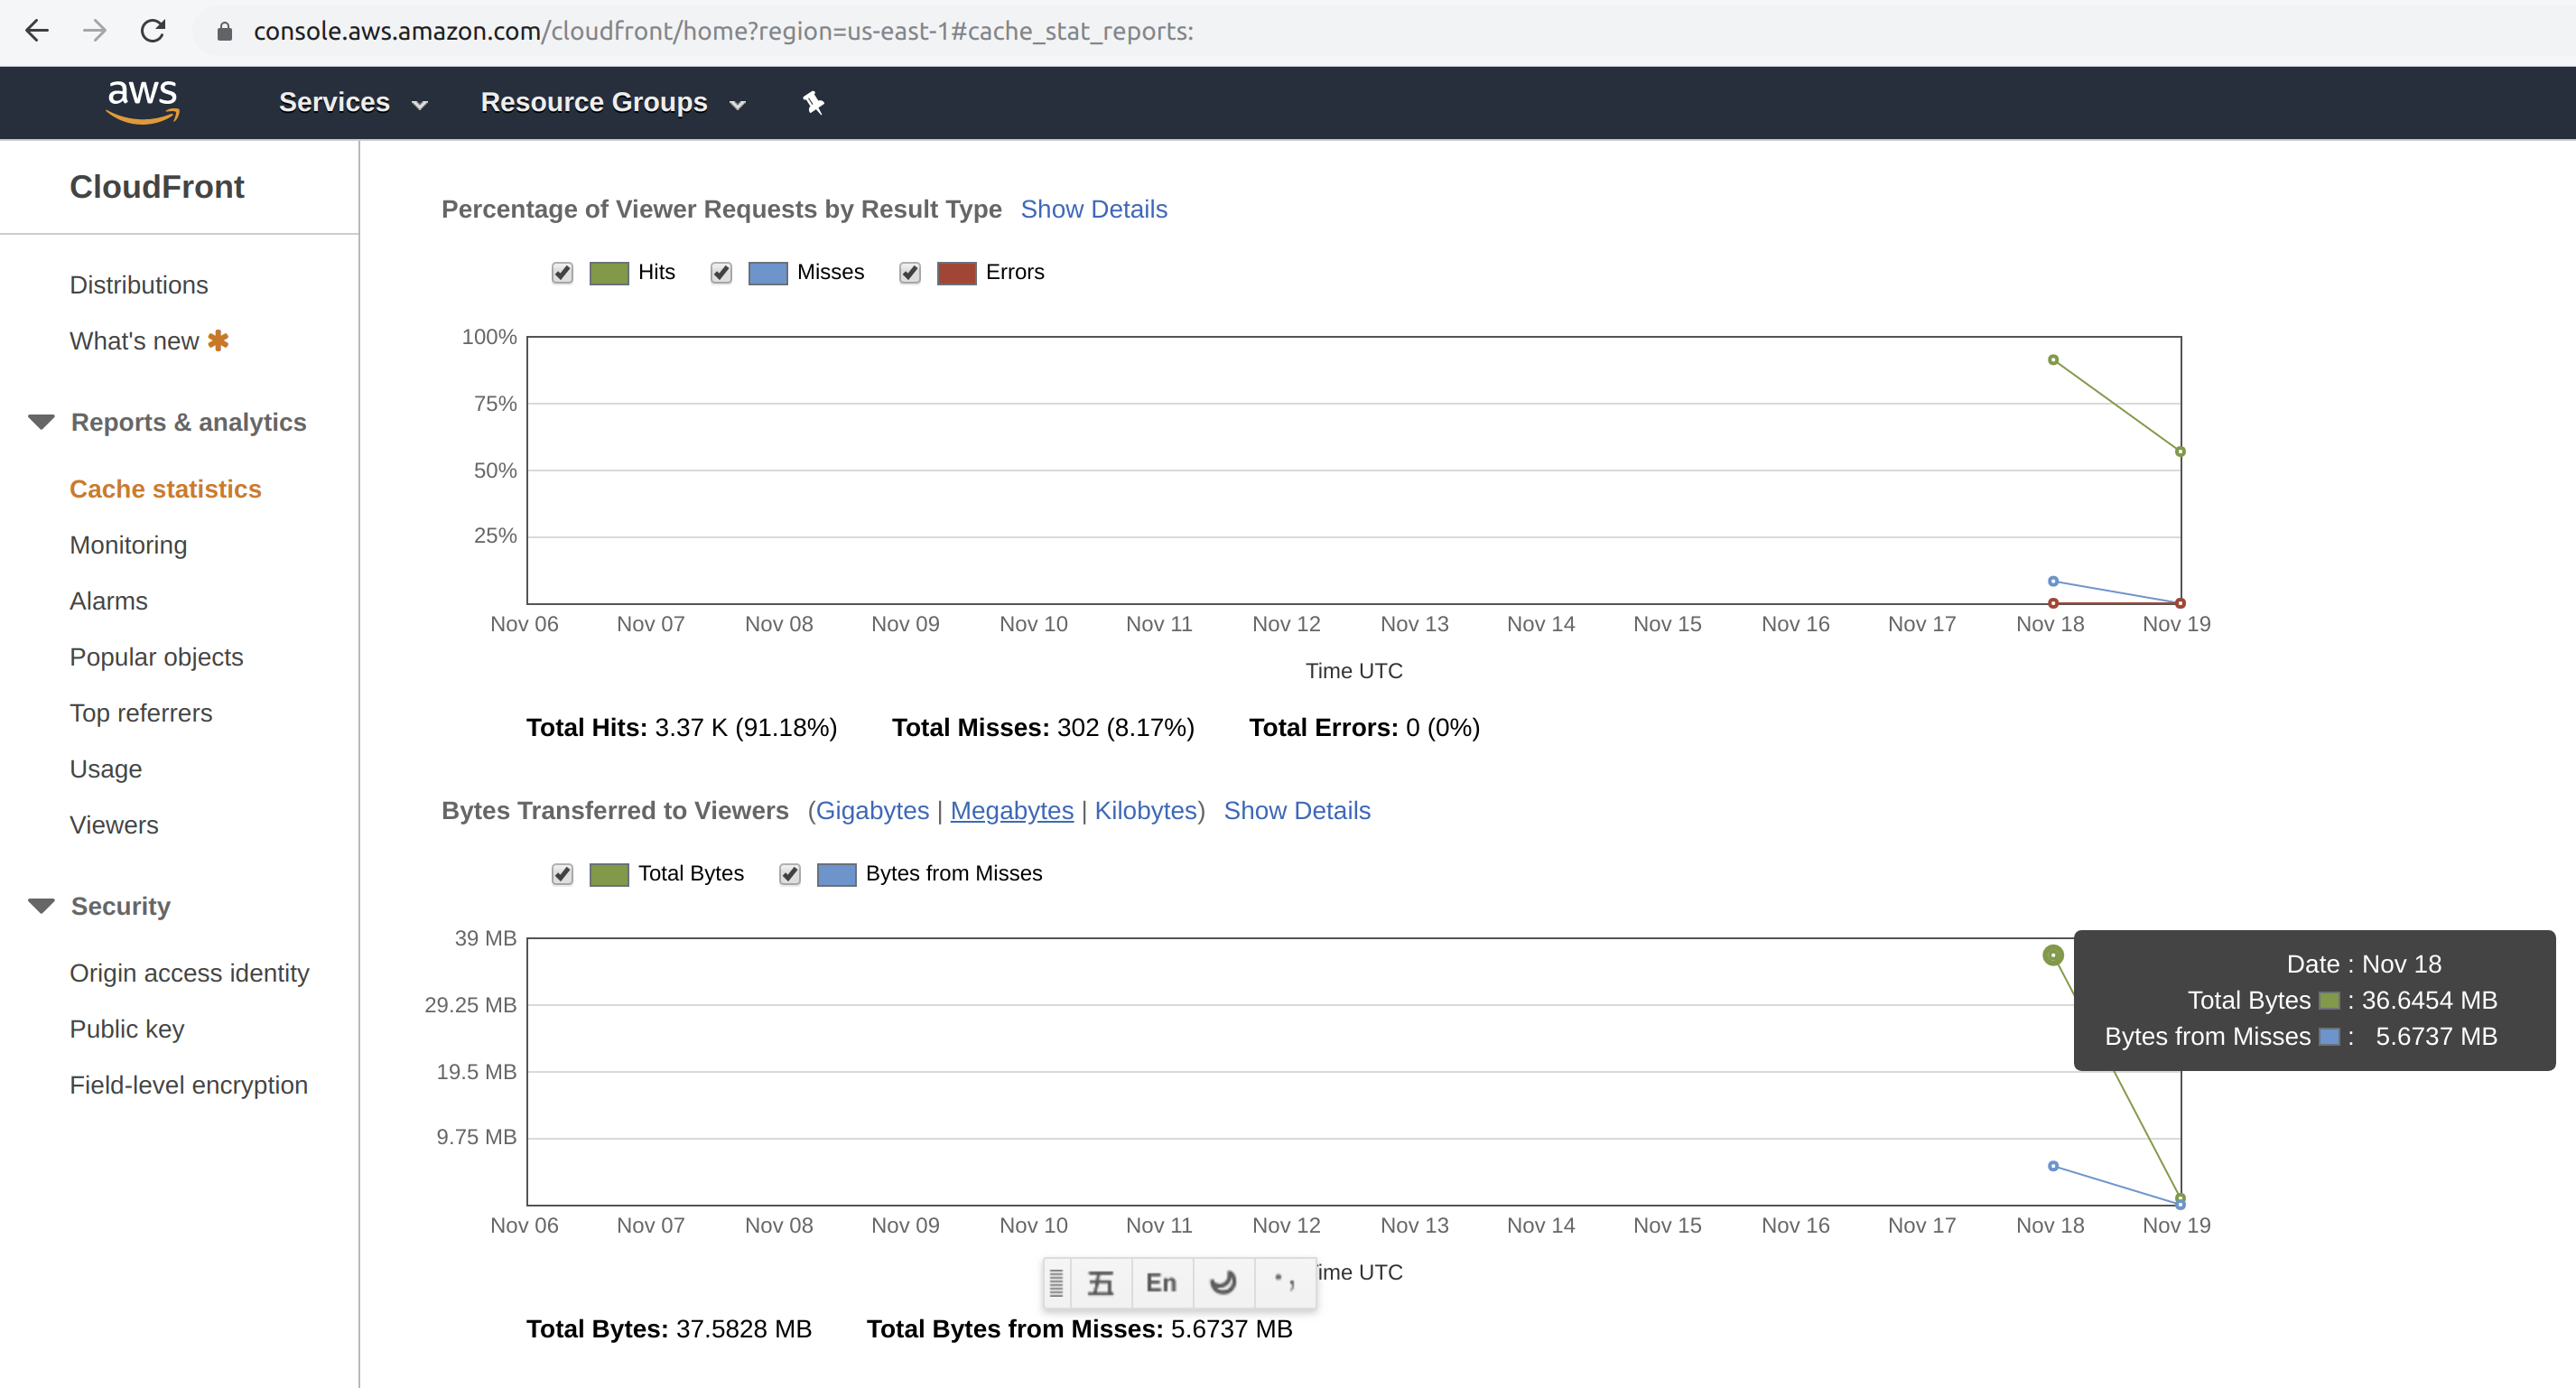 console.aws.amazon.com/cloudfront/home?region=us-east-1#cache_stat_reports:
aws Services Resource Groups
CloudFront
Distributions
What's new
Reports & analytics
Cache statistics
Monitoring
Alarms
Popular objects
Top referrers
Usage
Viewers
Security
Origin access identity
Public key
Field-level encryption
Percentage of Viewer Requests by Result Type Show Details
Hits Misses Errors
100%
75%
50%
25%
Nov 06 Nov 07 Nov 08 Nov 09 Nov 10 Nov 11 Nov 12 Nov 13 Nov 14 Nov 15 Nov 16 Nov 17 Nov 18 Nov 19
Time UTC
Total Hits: 3.37 K (91.18%) Total Misses: 302 (8.17%) Total Errors: 0 (0%)
Bytes Transferred to Viewers (Gigabytes | Megabytes | Kilobytes) Show Details
Total Bytes Bytes from Misses
39 MB
29.25 MB
19.5 MB
9.75 MB
Date : Nov 18
Total Bytes : 36.6454 MB
Bytes from Misses : 5.6737 MB
Nov 06 Nov 07 Nov 08 Nov 09 Nov 10 Nov 11 Nov 12 Nov 13 Nov 14 Nov 15 Nov 16 Nov 17 Nov 18 Nov 19
五 En ime UTC
Total Bytes: 37.5828 MB Total Bytes from Misses: 5.6737 MB